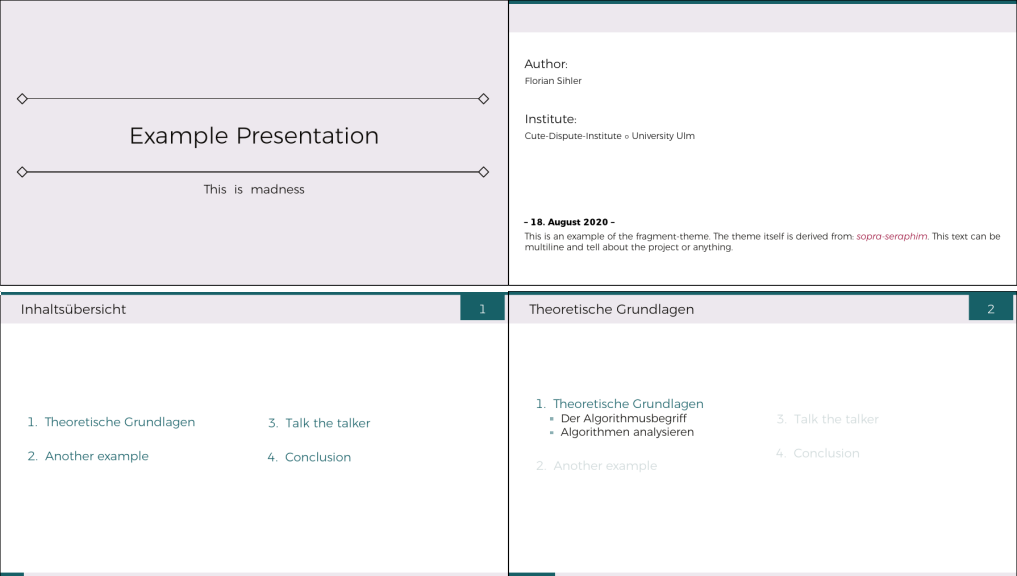 Example Presentation
This is madness
Author:
Florian Sihler
Institute:
Cute-Dispute-Institute ◦ University Ulm
– 18. August 2020 –
This is an example of the fragment-theme. The theme itself is derived from: sopra-seraphim. This text can be
multiline and tell about the project or anything.
Inhaltsübersicht
1
1. Theoretische Grundlagen
2. Another example
3. Talk the talker
4. Conclusion
Theoretische Grundlagen
2
1. Theoretische Grundlagen
Der Algorithmusbegriff
Algorithmen analysieren
2. Another example
3. Talk the talker
4. Conclusion